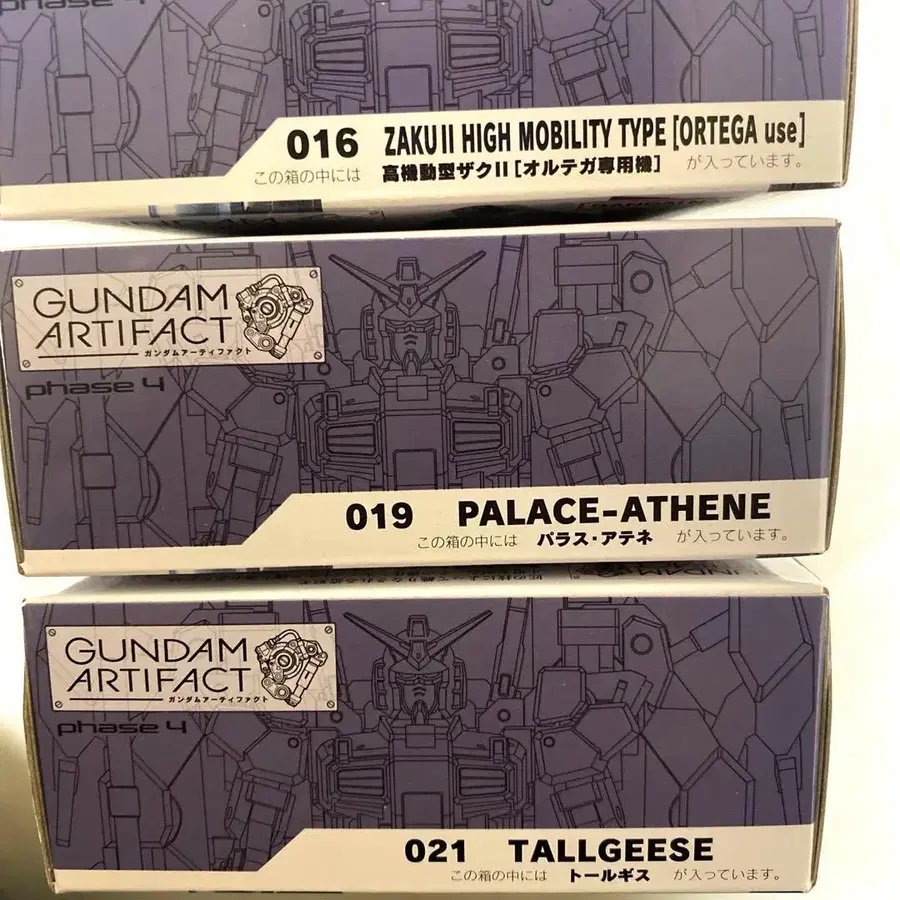 phase 4
016 ZAKU II HIGH MOBILITY TYPE [ORTEGA use]
この箱の中には 高機動型ザクII [オルテガ専用機] が入っています。
GUNDAM
ARTIFACT
ガンダムアーティファクト
phase 4
019 PALACE-ATHENE
この箱の中には パラス・アテネ が入っています。
GUNDAM
ARTIFACT
ガンダムアーティファクト
phase 4
021 TALLGEESE
この箱の中には トールギス が入っています。